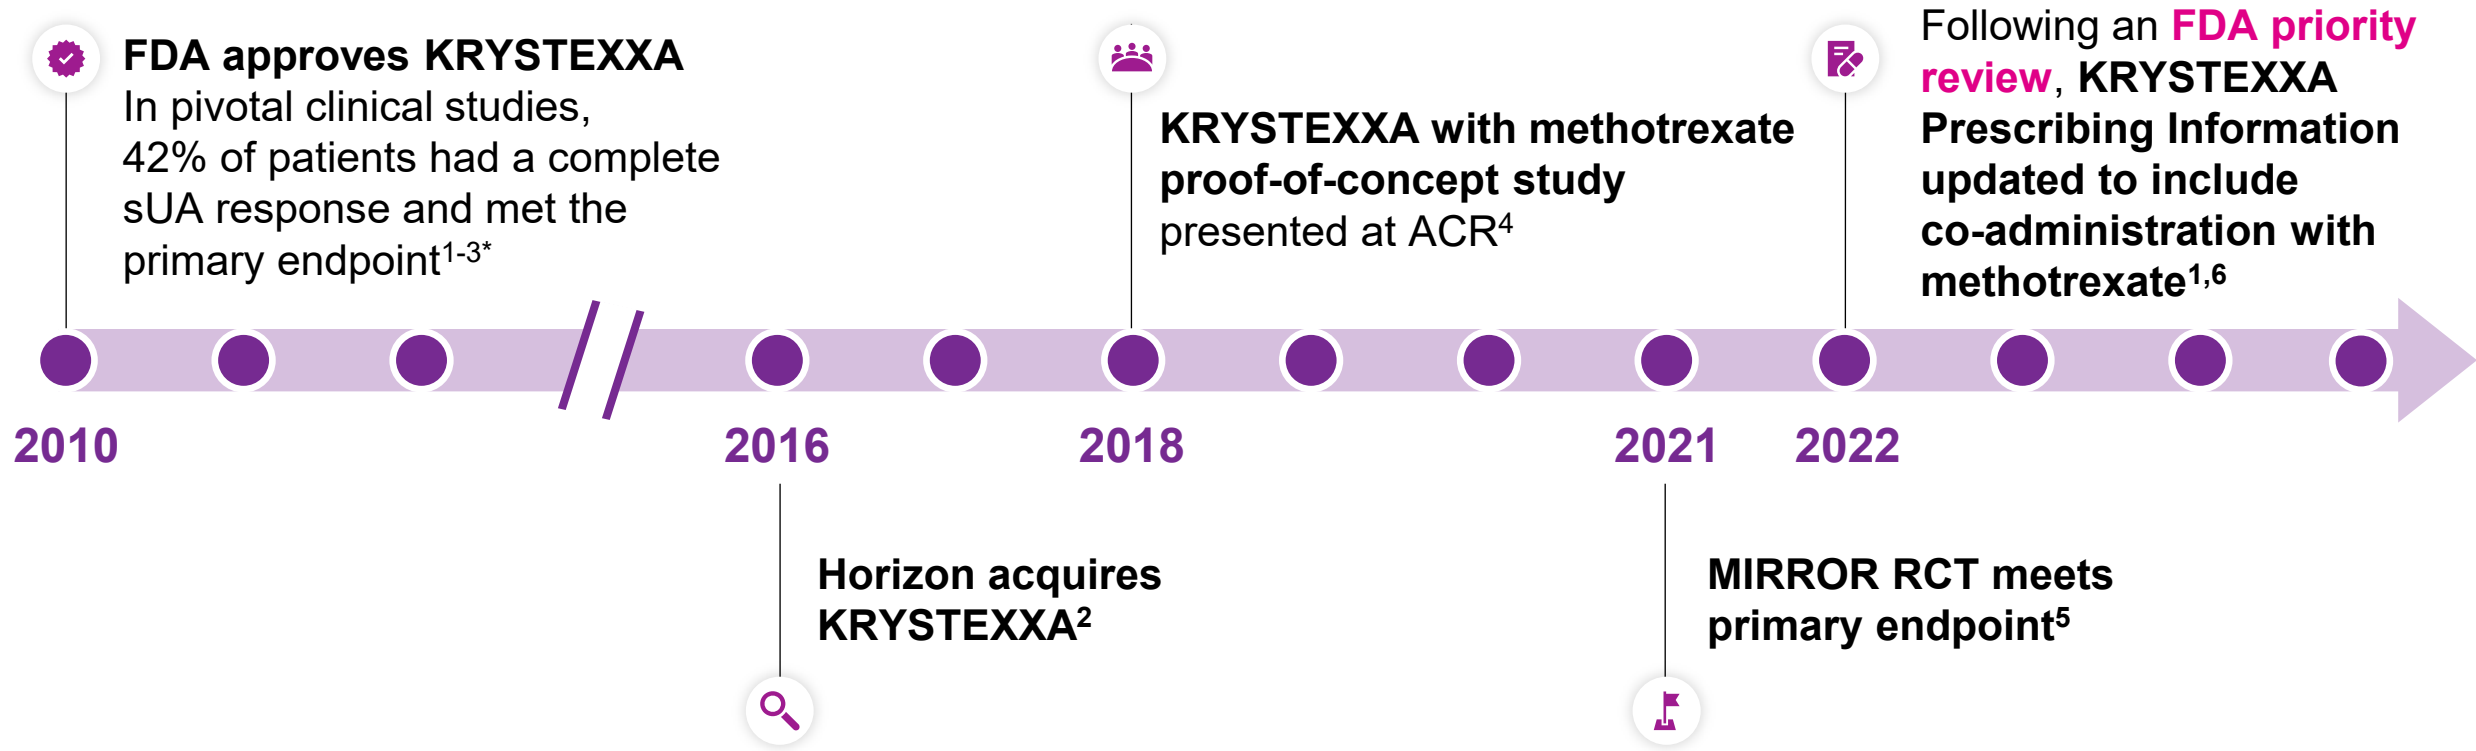 FDA approves KRYSTEXXA
In pivotal clinical studies,
42% of patients had a complete
sUA response and met the
primary endpoint¹⁻³*
KRYSTEXXA with methotrexate
proof-of-concept study
presented at ACR⁴
Following an FDA priority
review, KRYSTEXXA
Prescribing Information
updated to include
co-administration with
methotrexate¹,⁶
2010
2016
2018
2021
2022
Horizon acquires
KRYSTEXXA²
MIRROR RCT meets
primary endpoint⁵